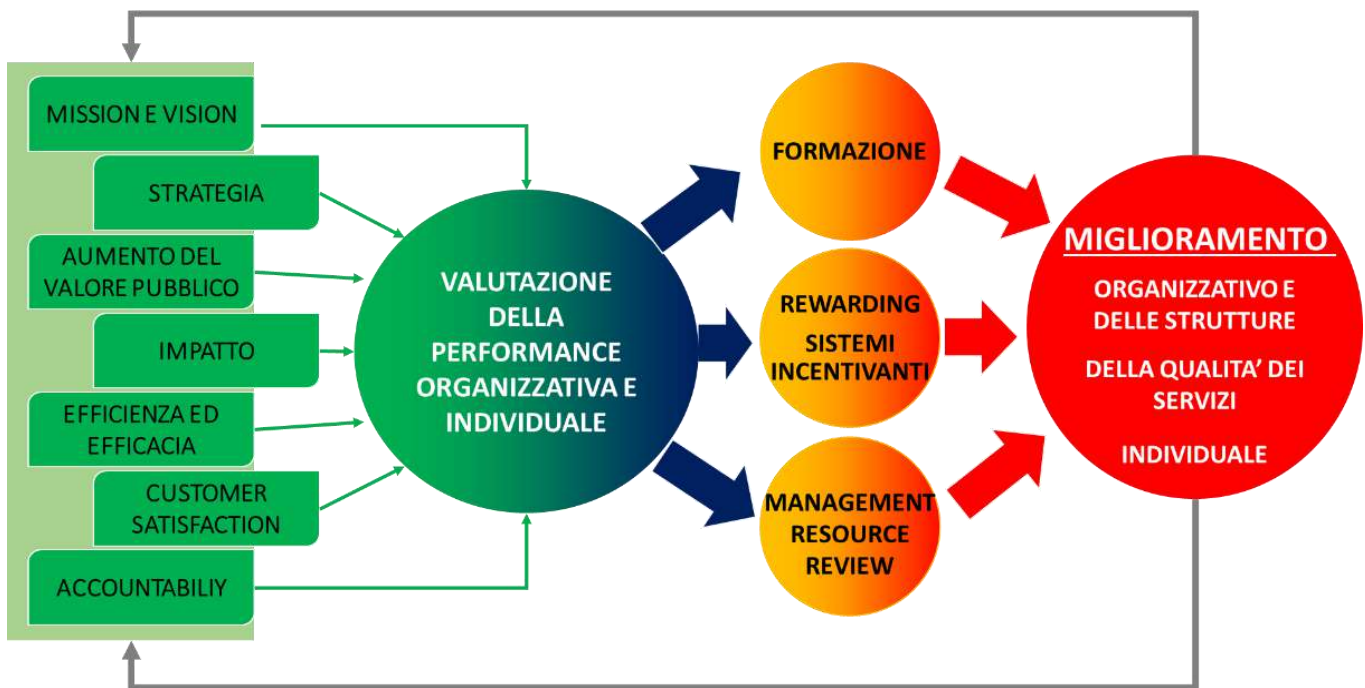 MISSION E VISION
STRATEGIA
AUMENTO DEL
VALORE PUBBLICO
IMPATTO
EFFICIENZA ED
EFFICACIA
CUSTOMER
SATISFACTION
ACCOUNTABILIY
VALUTAZIONE
DELLA
PERFORMANCE
ORGANIZZATIVA E
INDIVIDUALE
FORMAZIONE
REWARDING
SISTEMI
INCENTIVANTI
MANAGEMENT
RESOURCE
REVIEW
MIGLIORAMENTO
ORGANIZZATIVO E
DELLE STRUTTURE
DELLA QUALITA’ DEI
SERVIZI
INDIVIDUALE